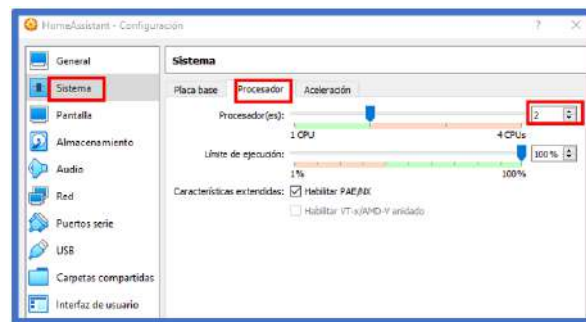 HomeAssistant - Configuración
? ×
General
Sistema
Pantalla
Almacenamiento
Audio
Red
Puertos serie
USB
Carpetas compartidas
Interfaz de usuario
Sistema
Placa base Procesador Aceleración
Procesador(es): 2
1 CPU 4 CPUs
Límite de ejecución: 100 %
1% 100%
Características extendidas: Habilitar PAE/NX
Habilitar VT-x/AMD-V anidado